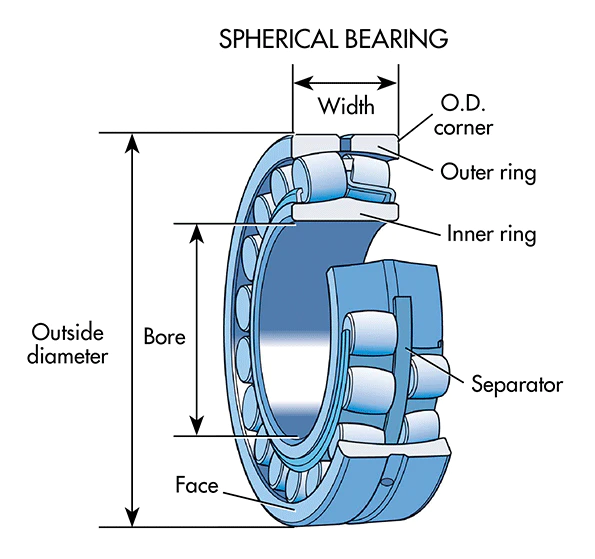 SPHERICAL BEARING
Width
O.D.
corner
Outer ring
Inner ring
Outside
diameter
Bore
Separator
Face